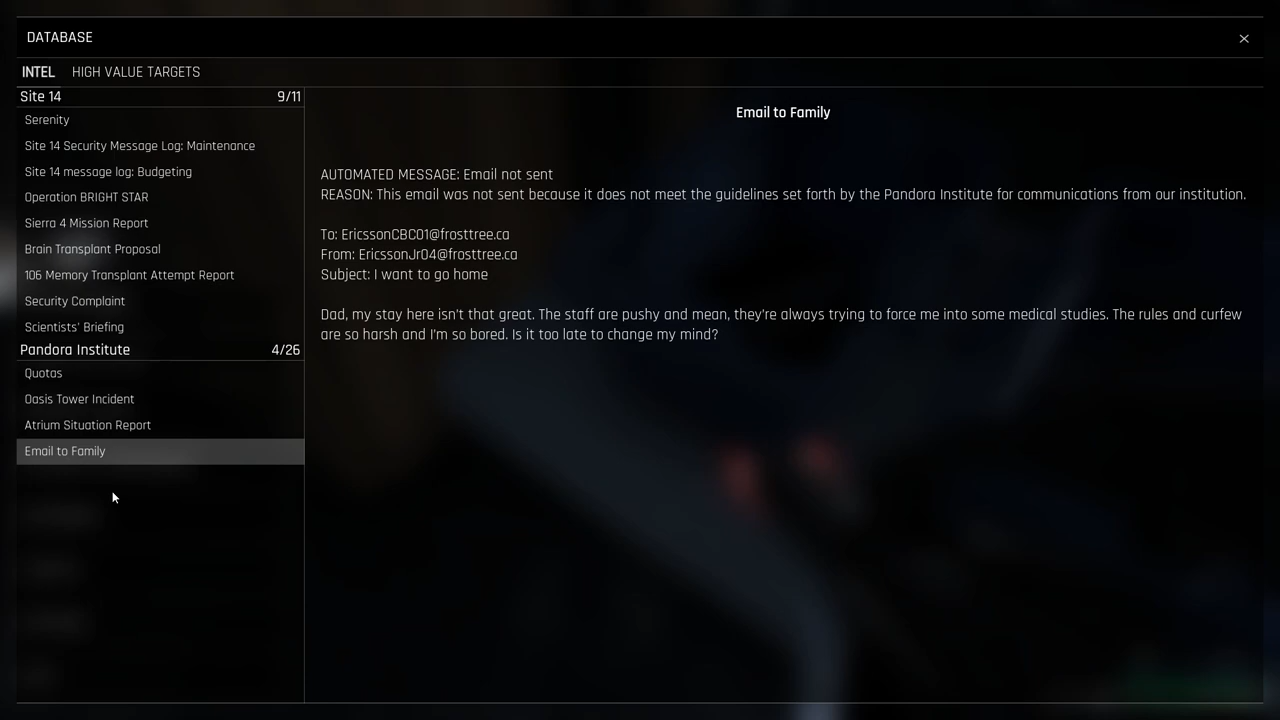 DATABASE
INTEL HIGH VALUE TARGETS
Site 14 9/11
Serenity
Site 14 Security Message Log: Maintenance
Site 14 message log: Budgeting
Operation BRIGHT STAR
Sierra 4 Mission Report
Brain Transplant Proposal
106 Memory Transplant Attempt Report
Security Complaint
Scientists' Briefing
Pandora Institute 4/26
Quotas
Oasis Tower Incident
Atrium Situation Report
Email to Family
Email to Family
AUTOMATED MESSAGE: Email not sent
REASON: This email was not sent because it does not meet the guidelines set forth by the Pandora Institute for communications from our institution.
To: EricssonCBC01@frosttree.ca
From: EricssonJr04@frosttree.ca
Subject: I want to go home
Dad, my stay here isn't that great. The staff are pushy and mean, they're always trying to force me into some medical studies. The rules and curfew
are so harsh and I'm so bored. Is it too late to change my mind?